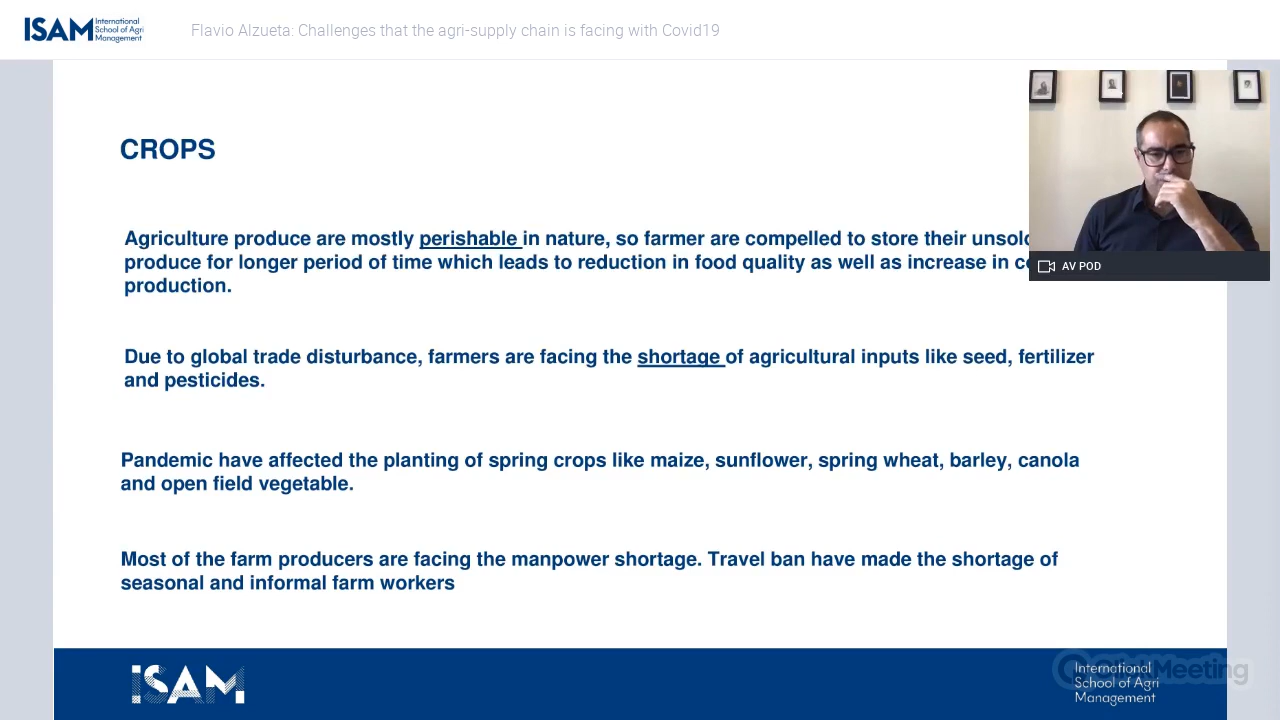 ISAM International
School of Agri
Management
Flavio Alzueta: Challenges that the agri-supply chain is facing with Covid19
CROPS
Agriculture produce are mostly perishable in nature, so farmer are compelled to store their
produce for longer period of time which leads to reduction in food quality as well as increase in
production.
AV POD
Due to global trade disturbance, farmers are facing the shortage of agricultural inputs like seed, fertilizer
and pesticides.
Pandemic have affected the planting of spring crops like maize, sunflower, spring wheat, barley, canola
and open field vegetable.
Most of the farm producers are facing the manpower shortage. Travel ban have made the shortage of
seasonal and informal farm workers
ISAM
International
School of Agri
Management
ClickMeeting